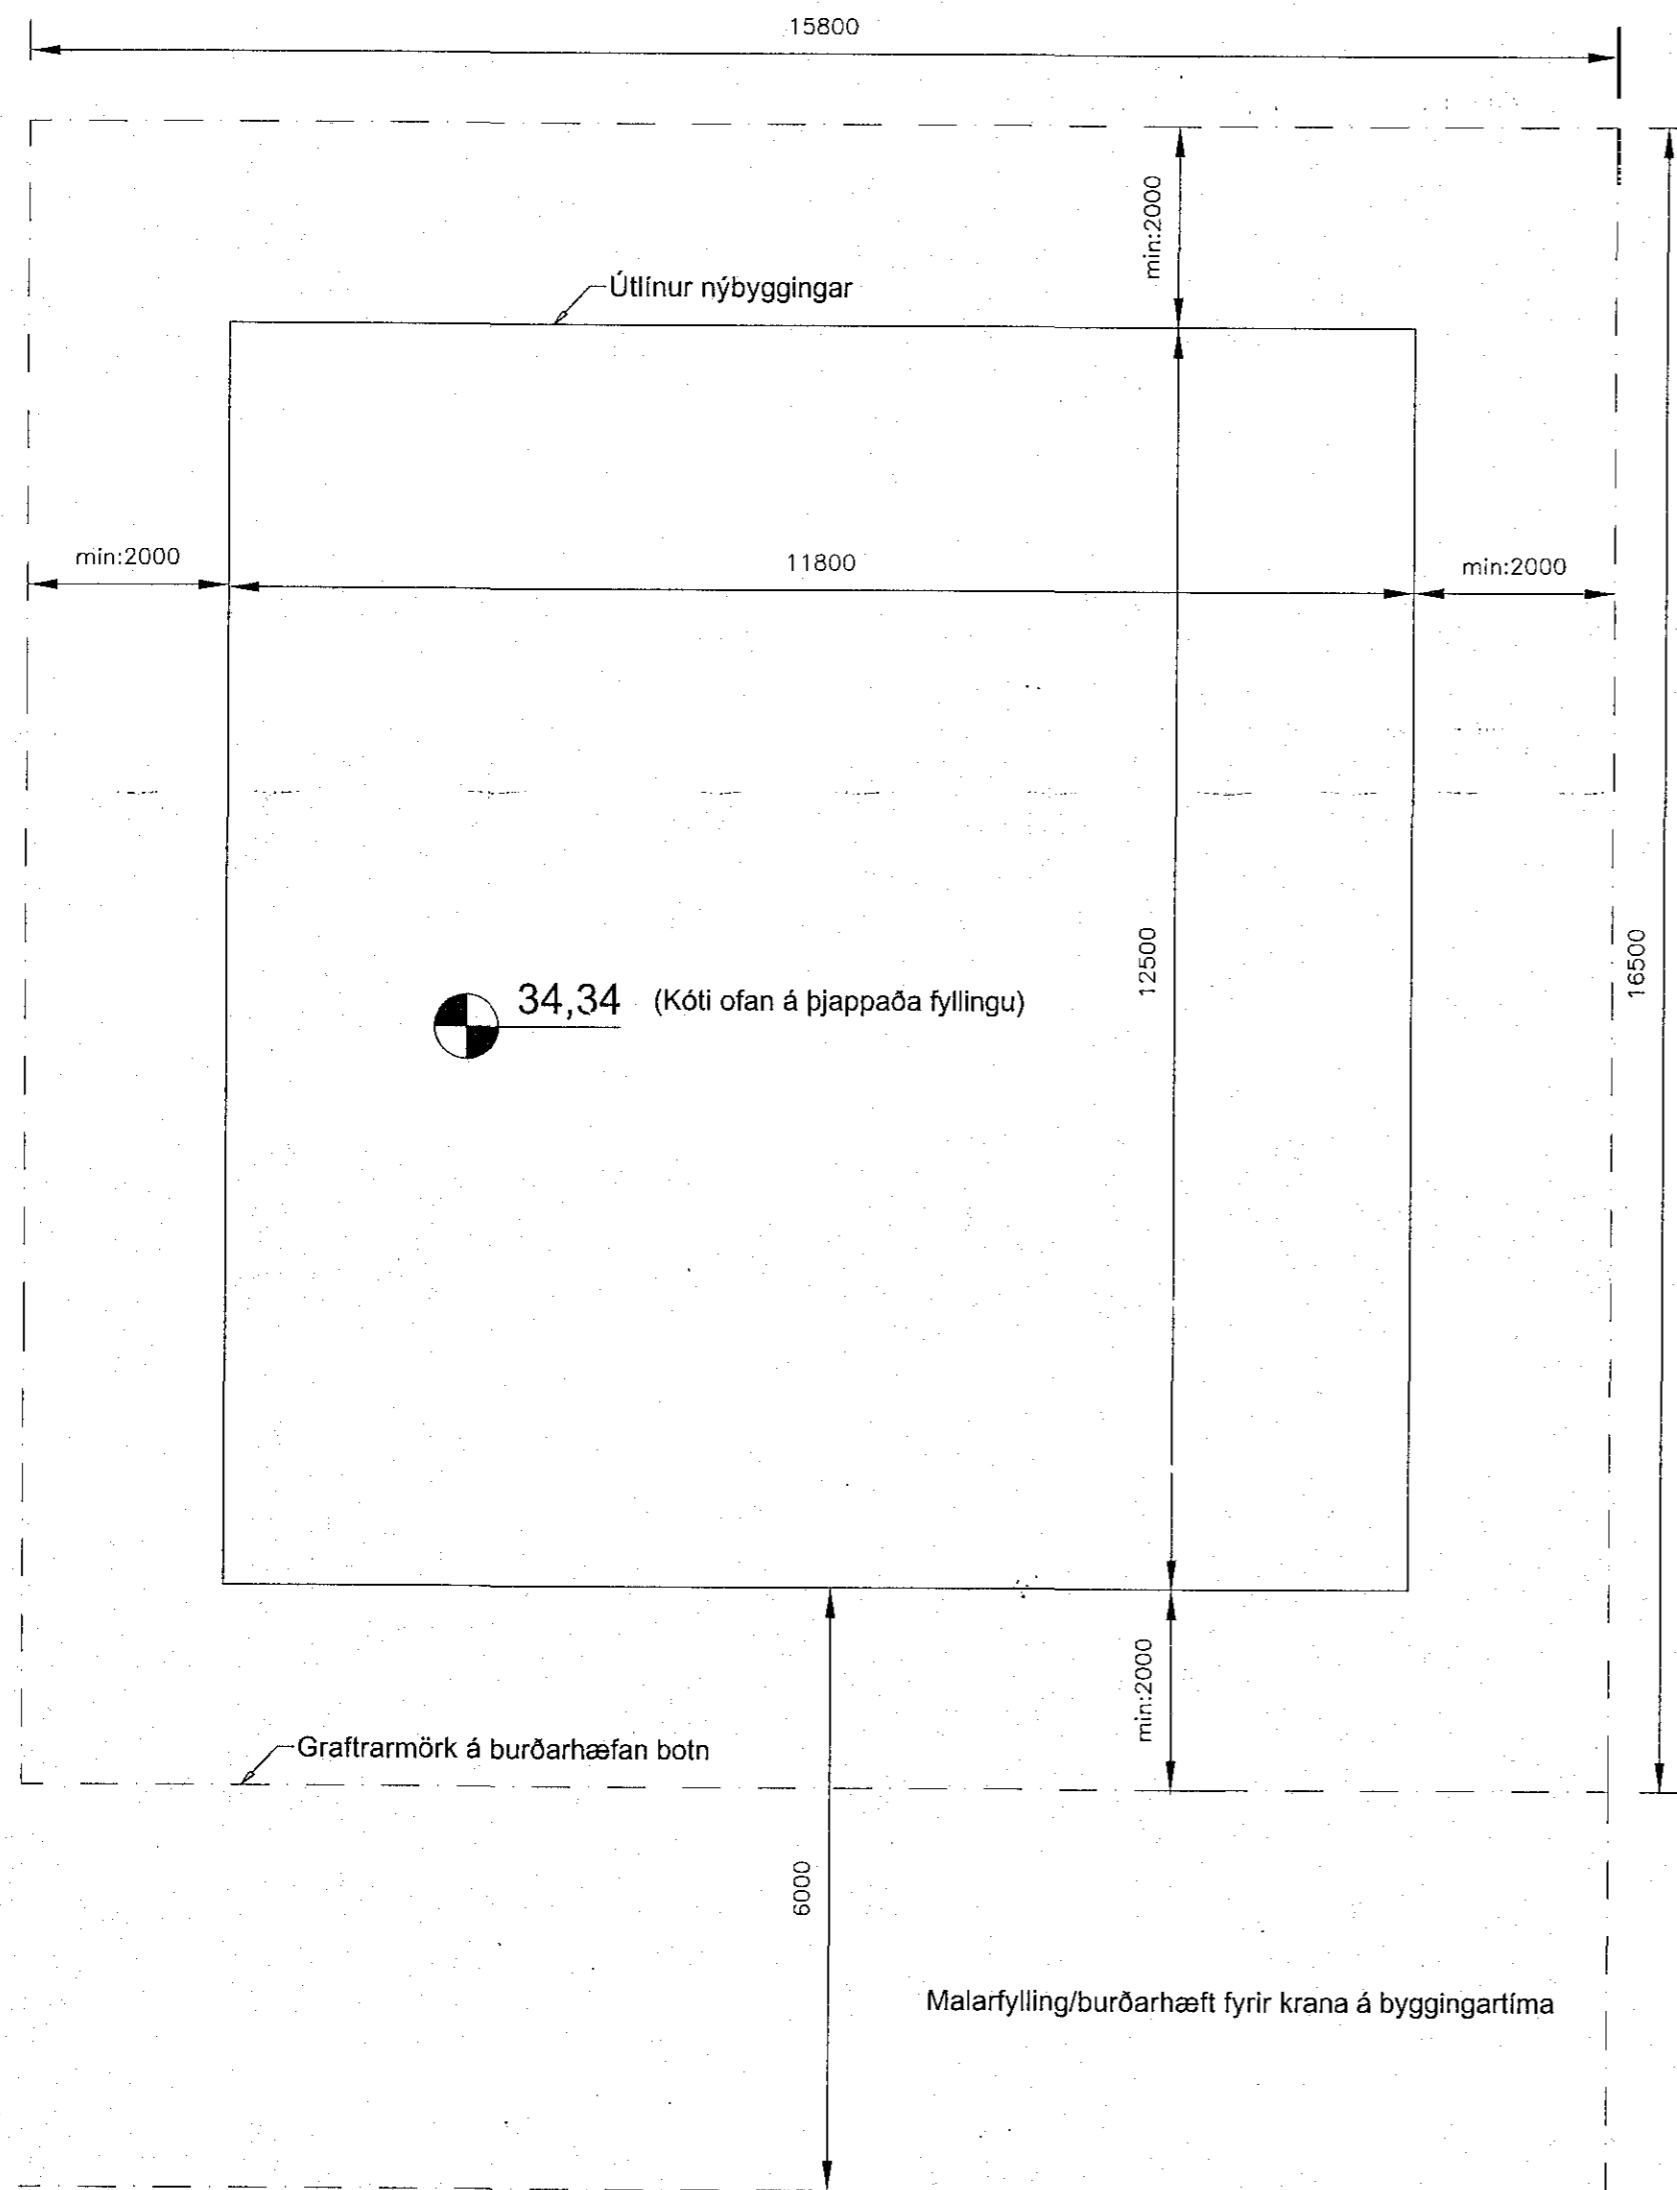 15800
min:2000
Útlínur nýbyggingar
min:2000
11800
min:2000
12500
16500
34,34 (Kóti ofan á þjappaða fyllingu)
min:2000
Graftrarmörk á burðarhæfan botn
6000
Malarfylling/burðarhæft fyrir krana á byggingartíma